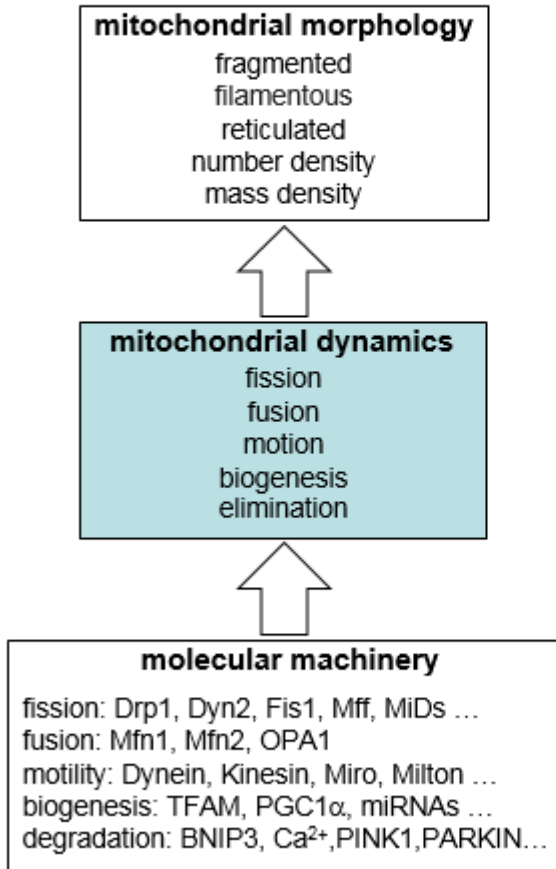 mitochondrial morphology
fragmented
filamentous
reticulated
number density
mass density
mitochondrial dynamics
fission
fusion
motion
biogenesis
elimination
molecular machinery
fission: Drp1, Dyn2, Fis1, Mff, MiDs ...
fusion: Mfn1, Mfn2, OPA1
motility: Dynein, Kinesin, Miro, Milton ...
biogenesis: TFAM, PGC1α, miRNAs ...
degradation: BNIP3, Ca²⁺,PINK1,PARKIN...